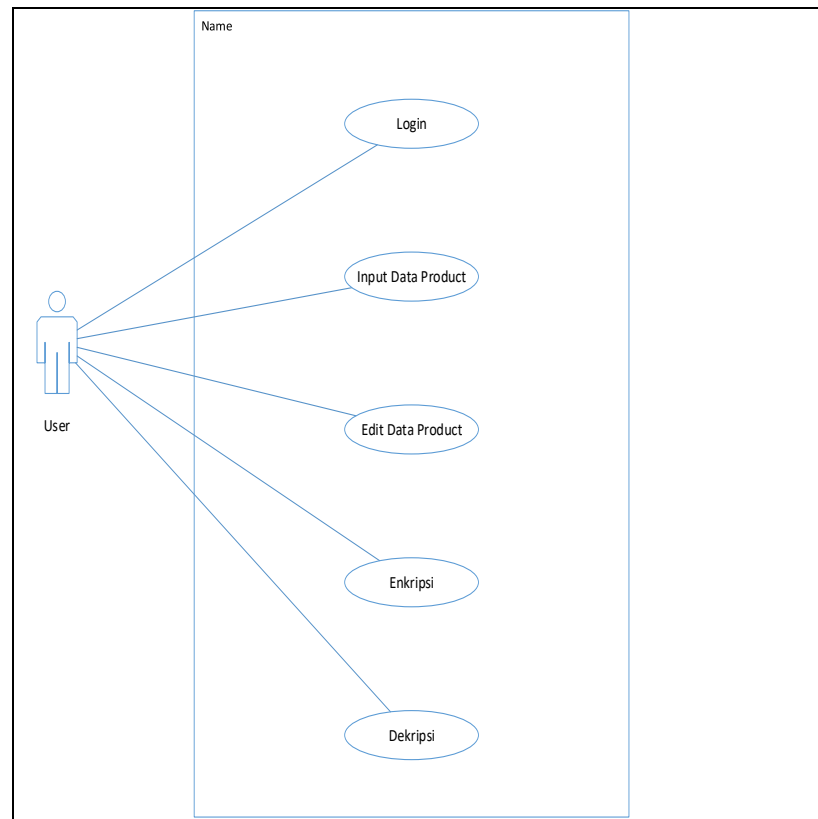 Name
Login
Input Data Product
User
Edit Data Product
Enkripsi
Dekripsi